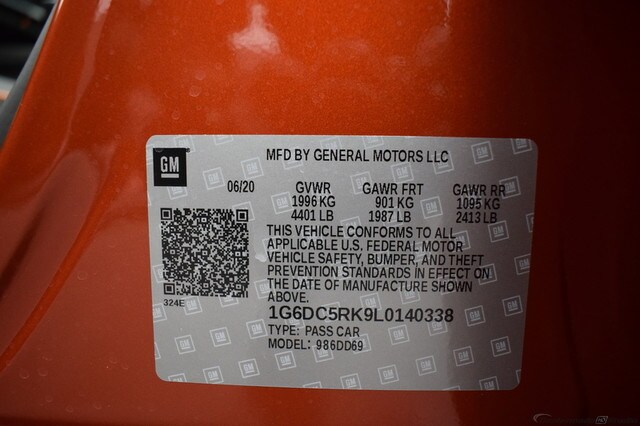 GM
MFD BY GENERAL MOTORS LLC
06/20 GVWR GAWR FRT GAWR RR
1996 KG 901 KG 1095 KG
4401 LB 1987 LB 2413 LB
THIS VEHICLE CONFORMS TO ALL
APPLICABLE U.S. FEDERAL MOTOR
VEHICLE SAFETY, BUMPER, AND THEFT
PREVENTION STANDARDS IN EFFECT ON
THE DATE OF MANUFACTURE SHOWN
ABOVE.
324E
1G6DC5RK9L0140338
TYPE: PASS CAR
MODEL: 986DD69